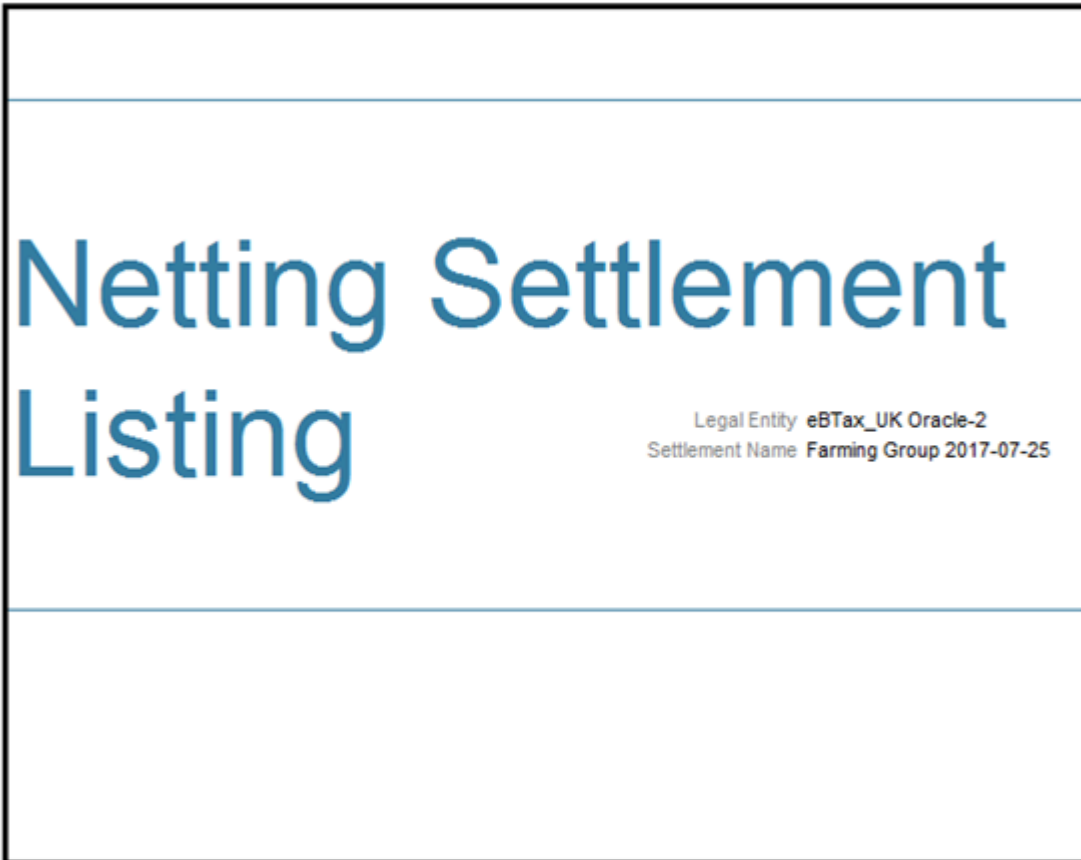 Netting Settlement
Listing
Legal Entity eBTax_UK Oracle-2
Settlement Name Farming Group 2017-07-25